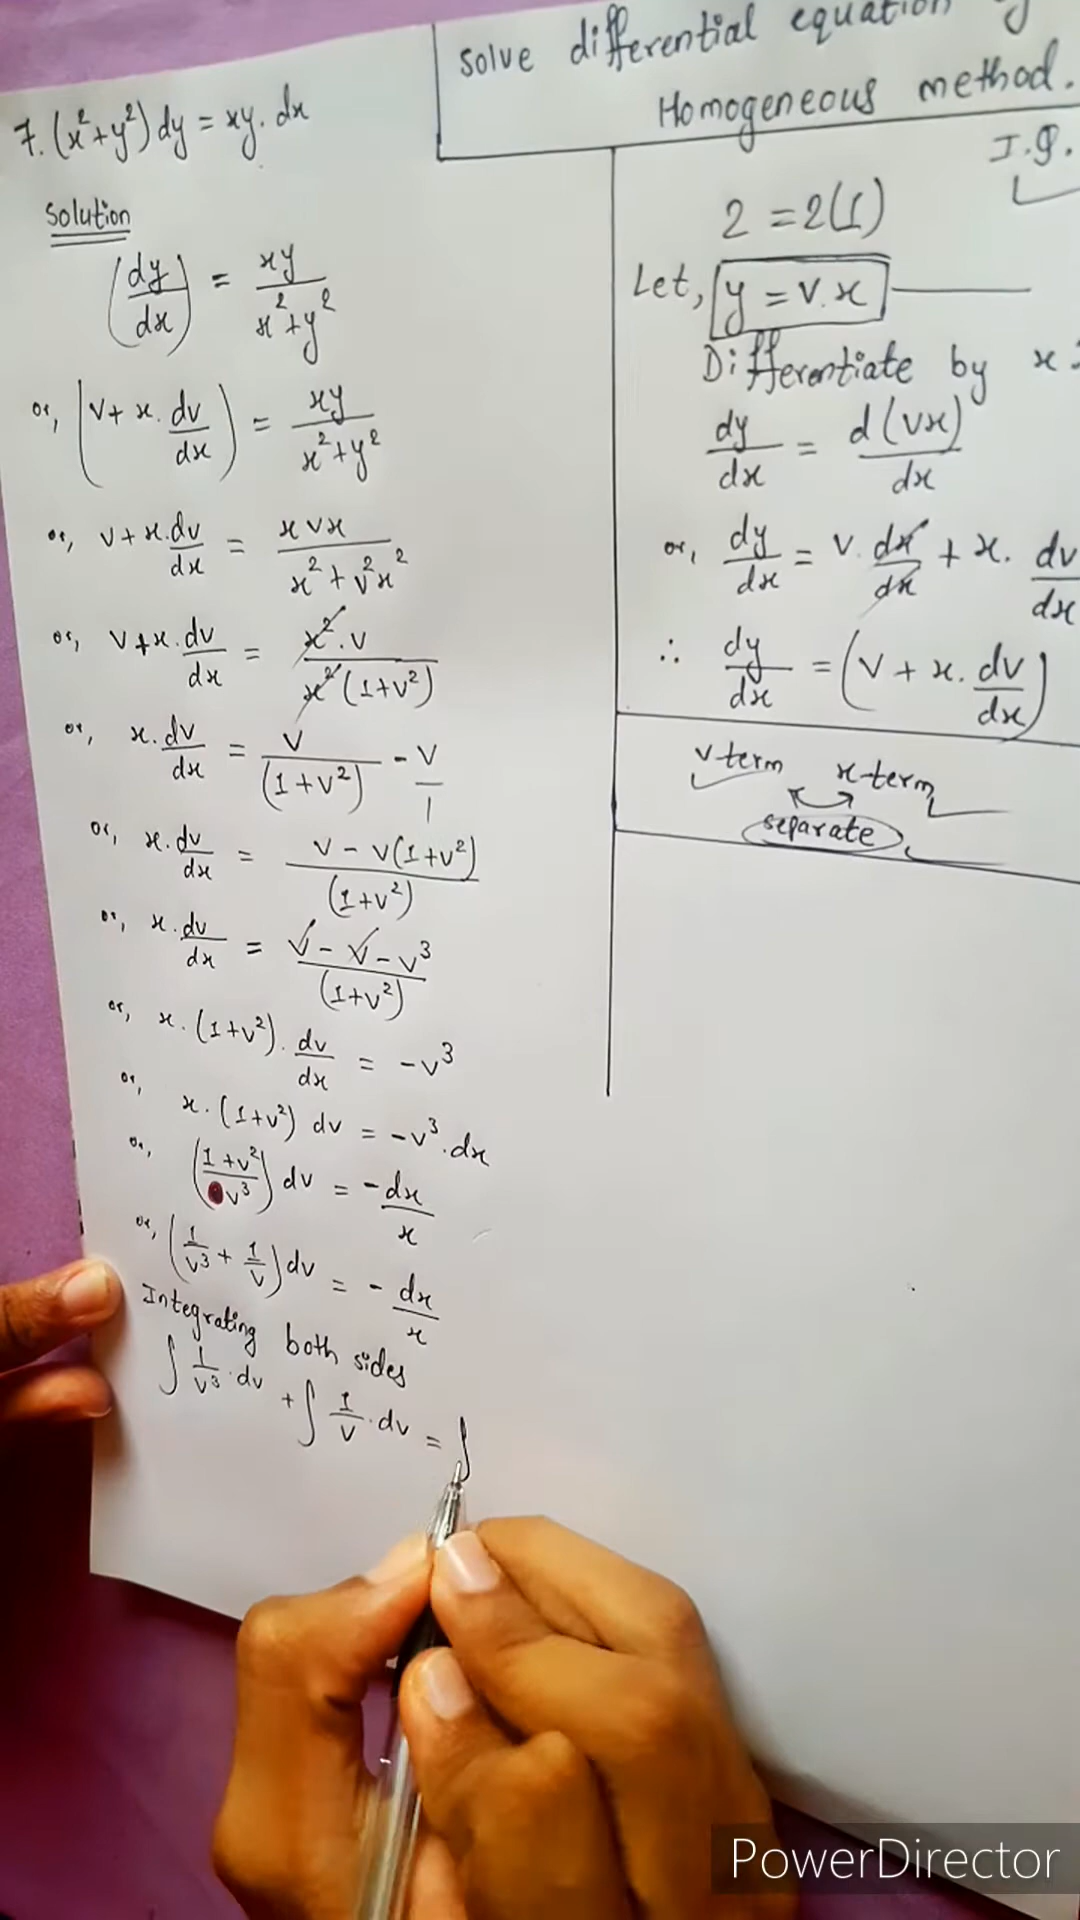 solve differential equation
Homogeneous method.
7. (x²+y²) dy = xy. dx
Solution
(dy/dx) = xy/(x²+y²)
or, (v+ x. dv/dx) = xy/(x²+y²)
or, v+x.dv/dx = x vx/(x²+v²x²)
or, v+x.dv/dx = x².v/(x²(1+v²))
or, x.dv/dx = v/(1+v²) - v/1
or, x.dv/dx = (v - v(1+v²))/(1+v²)
or, x.dv/dx = (v - v - v³)/(1+v²)
or, x.(1+v²). dv/dx = -v³
or, x.(1+v²) dv = -v³.dx
or, ((1+v²)/v³) dv = -dx/x
or, (1/v³ + 1/v) dv = - dx/x
Integrating both sides
∫ 1/v³ . dv + ∫ 1/v . dv = ∫
2 = 2(1)
Let, y = v.x
Differentiate by x
dy/dx = d(vx)/dx
or, dy/dx = v. dx/dx + x. dv/dx
∴ dy/dx = (v + x. dv/dx)
v-term x-term
separate
PowerDirector